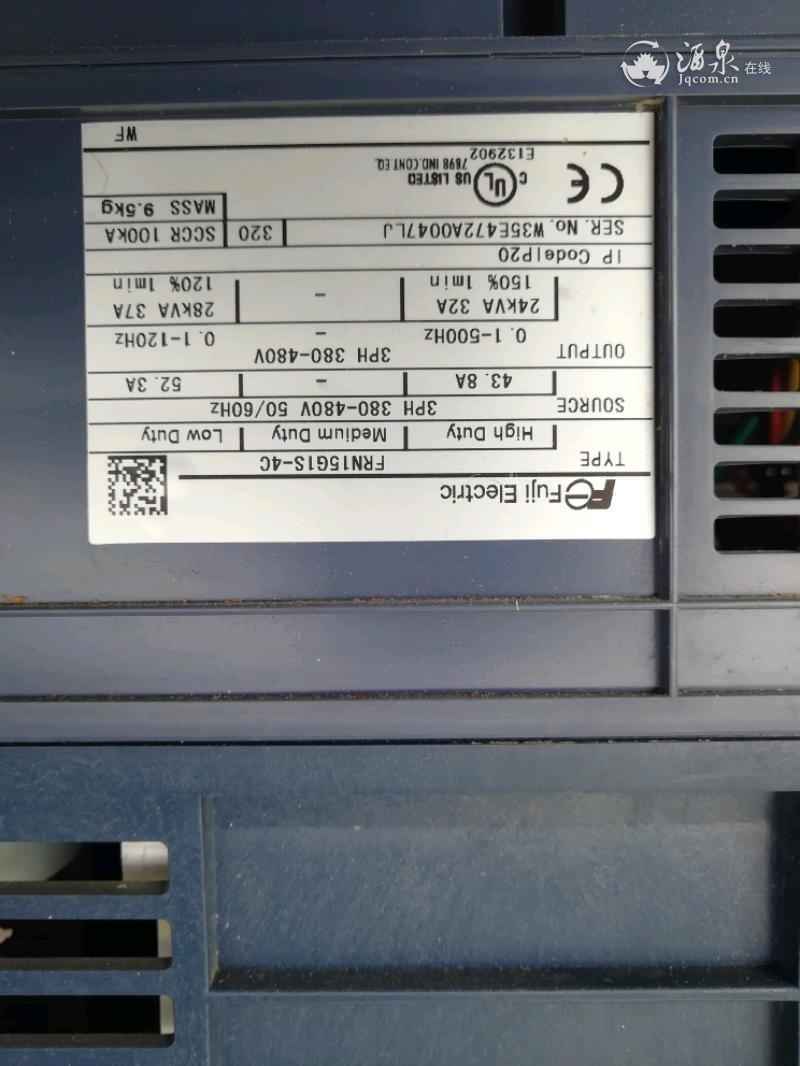 酒泉在线
Jqcom.cn
Fuji Electric
TYPE FRN15G1S-4C
High Duty Medium Duty Low Duty
SOURCE 3PH 380-480V 50/60Hz
43.8A - 52.3A
OUTPUT 3PH 380-480V
0.1-500Hz - 0.1-120Hz
24kVA 32A - 28kVA 37A
150% 1min 120% 1min
IP Code IP20 SCCR 100kA
SER. No. W35E472A0047LJ 320
MASS 9.5kg
CE C UL US LISTED
7898 IND.CONT.EQ.
E132902
WF